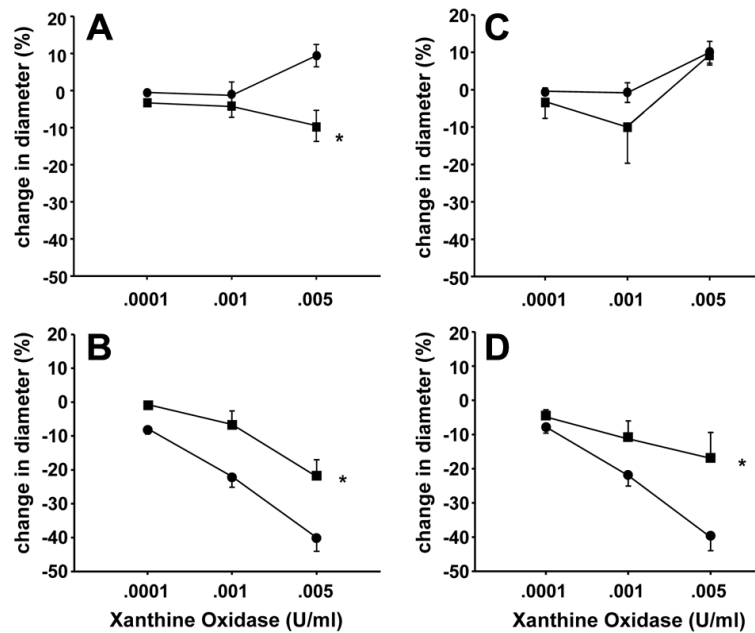 A
change in diameter (%)
20
10
0
-10
-20
-30
-40
-50
*
.0001 .001 .005
C
change in diameter (%)
20
10
0
-10
-20
-30
-40
-50
.0001 .001 .005
B
change in diameter (%)
20
10
0
-10
-20
-30
-40
-50
*
.0001 .001 .005
Xanthine Oxidase (U/ml)
D
change in diameter (%)
20
10
0
-10
-20
-30
-40
-50
*
.0001 .001 .005
Xanthine Oxidase (U/ml)